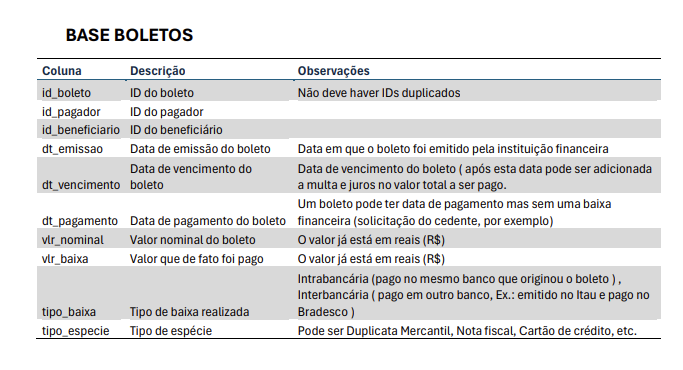 BASE BOLETOS
Coluna Descrição Observações
id_boleto ID do boleto Não deve haver IDs duplicados
id_pagador ID do pagador
id_beneficiario ID do beneficiário
dt_emissao Data de emissão do boleto Data em que o boleto foi emitido pela instituição financeira
Data de vencimento do Data de vencimento do boleto ( após esta data pode ser adicionada
dt_vencimento boleto a multa e juros no valor total a ser pago.
Um boleto pode ter data de pagamento mas sem uma baixa
dt_pagamento Data de pagamento do boleto financeira (solicitação do cedente, por exemplo)
vlr_nominal Valor nominal do boleto O valor já está em reais (R$)
vlr_baixa Valor que de fato foi pago O valor já está em reais (R$)
Intrabancária (pago no mesmo banco que originou o boleto ) ,
Interbancária ( pago em outro banco, Ex.: emitido no Itau e pago no
tipo_baixa Tipo de baixa realizada Bradesco )
tipo_especie Tipo de espécie Pode ser Duplicata Mercantil, Nota fiscal, Cartão de crédito, etc.